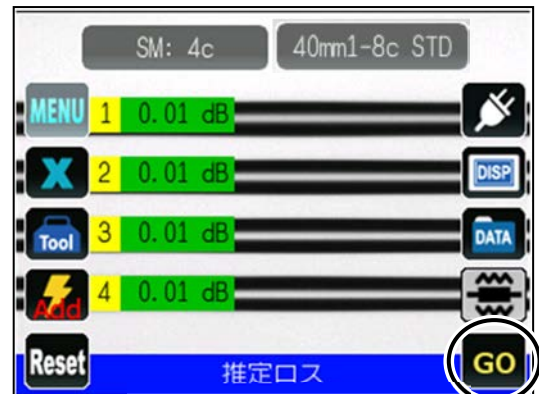 SM: 4c
40mm1-8c STD
MENU 1 0.01 dB
X 2 0.01 dB DISP
Tool 3 0.01 dB DATA
Add 4 0.01 dB
Reset 推定ロス GO